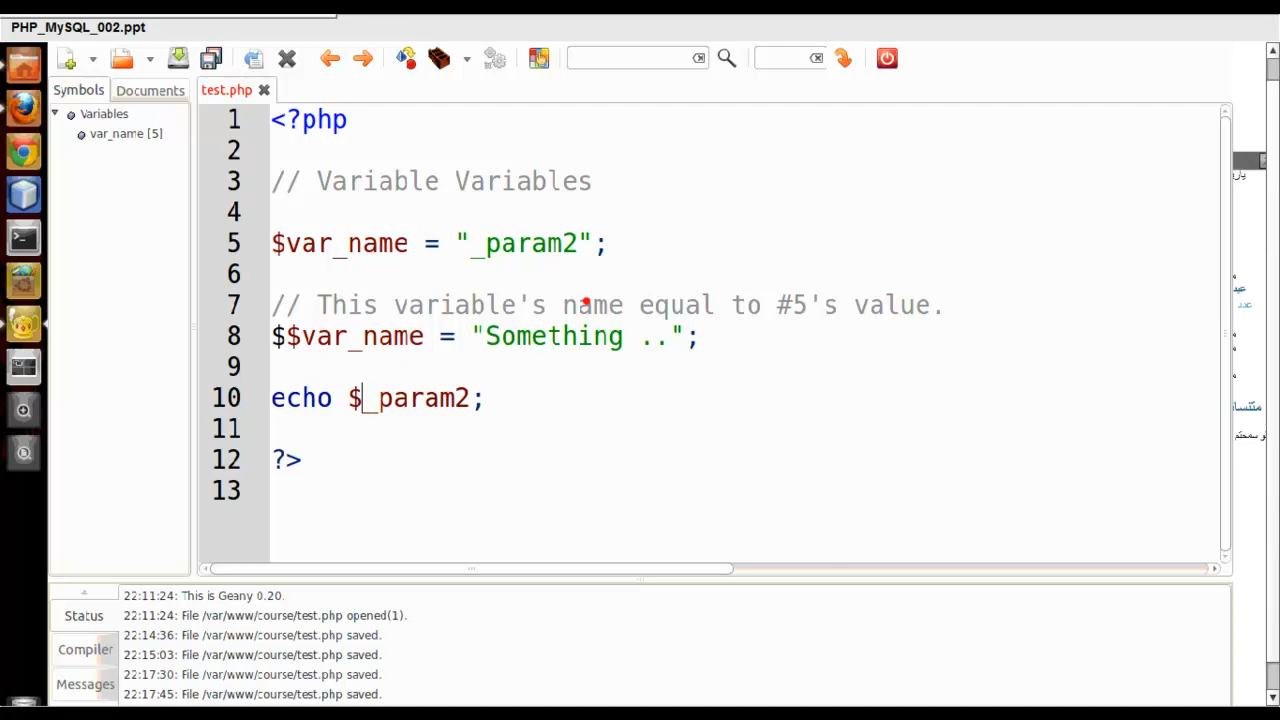 PHP_MySQL_002.ppt
Symbols
Documents
test.php
Variables
var_name [5]
1 <?php
2
3 // Variable Variables
4
5 $var_name = "_param2";
6
7 // This variable's name equal to #5's value.
8 $$var_name = "Something ..";
9
10 echo $_param2;
11
12 ?>
13
عدد
Status
Compiler
Messages
22:11:24: This is Geany 0.20.
22:11:24: File /var/www/course/test.php opened(1).
22:14:36: File /var/www/course/test.php saved.
22:15:03: File /var/www/course/test.php saved.
22:17:30: File /var/www/course/test.php saved.
22:17:45: File /var/www/course/test.php saved.